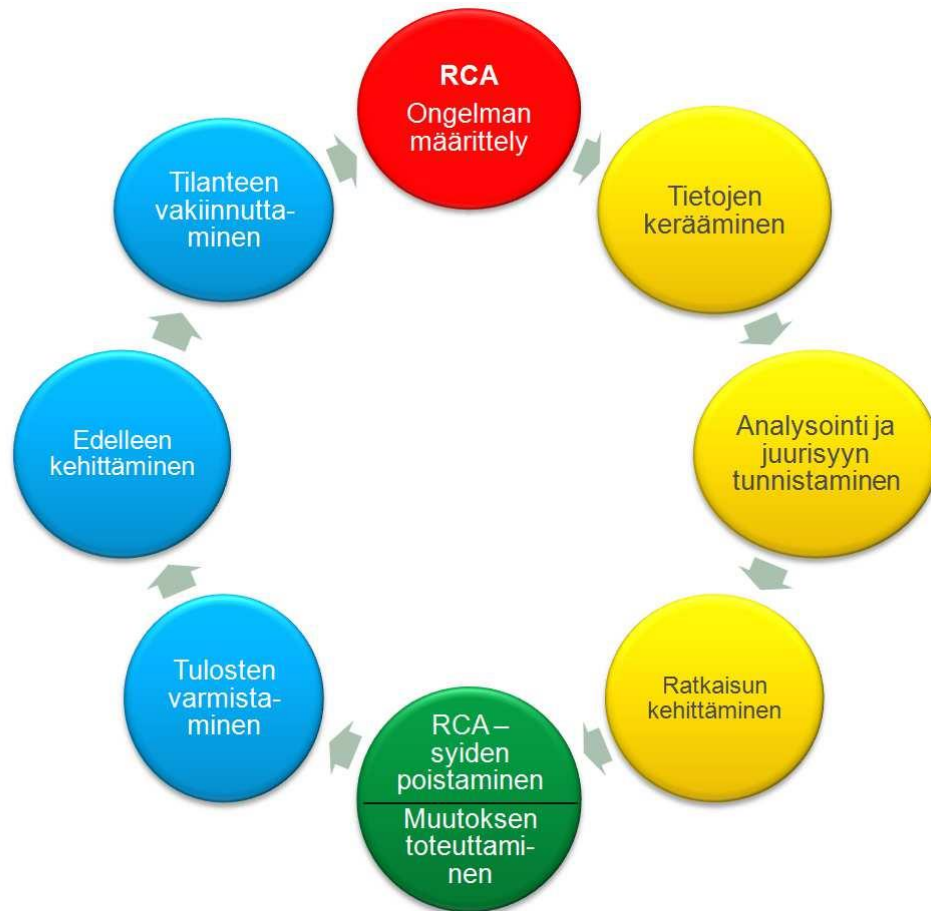 RCA
Ongelman
määrittely
Tietojen
kerääminen
Analysointi ja
juurisyyn
tunnistaminen
Ratkaisun
kehittäminen
RCA –
syiden
poistaminen
Muutoksen
toteuttami-
nen
Tulosten
varmista-
minen
Edelleen
kehittäminen
Tilanteen
vakiinnutta-
minen